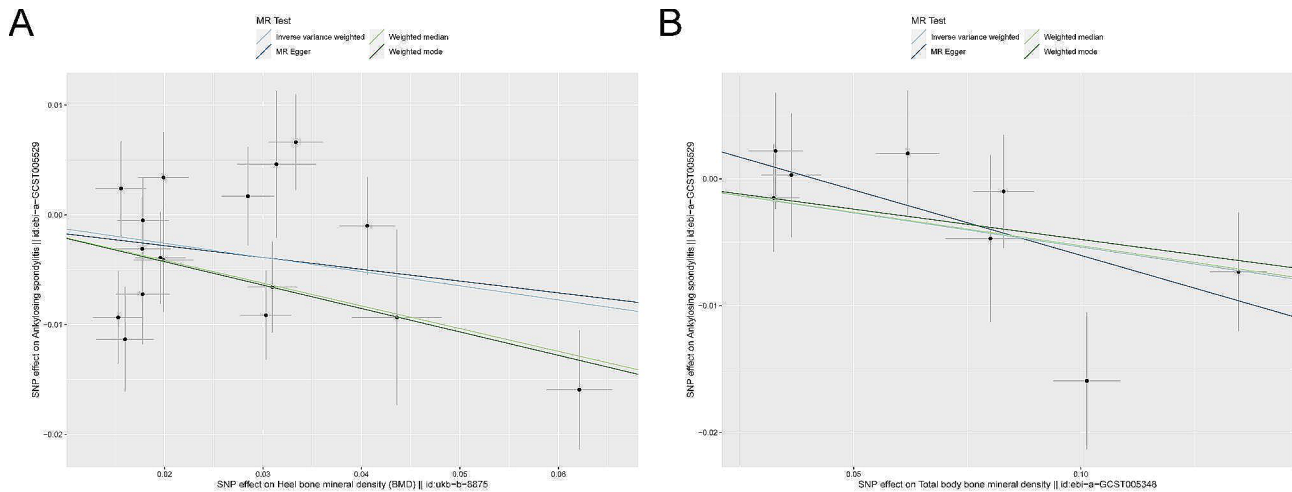 A
MR Test
Inverse variance weighted
Weighted median
MR Egger
Weighted mode
SNP effect on Ankylosing spondylitis || id:ebi-a-GCST005529
0.01
0.00
−0.01
−0.02
0.02
0.03
0.04
0.05
0.06
SNP effect on Heel bone mineral density (BMD) || id:ukb-b-8875
B
MR Test
Inverse variance weighted
Weighted median
MR Egger
Weighted mode
SNP effect on Ankylosing spondylitis || id:ebi-a-GCST005529
0.00
−0.01
−0.02
0.05
0.10
SNP effect on Total body bone mineral density || id:ebi-a-GCST005348